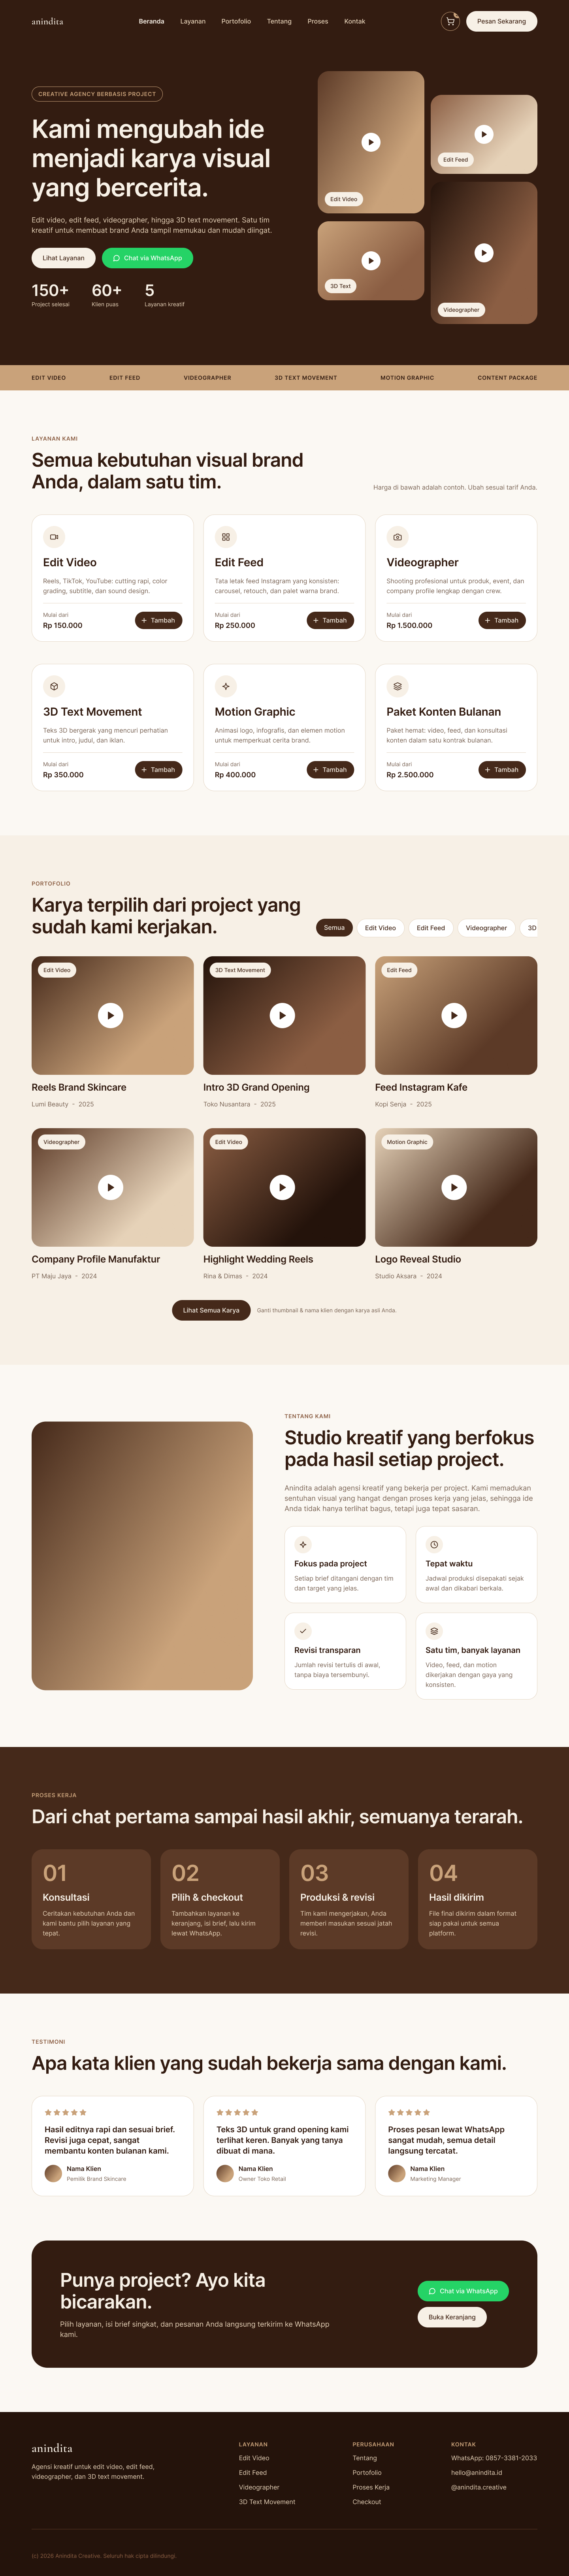 anindita
Beranda
Layanan
Portofolio
Tentang
Proses
Kontak
Pesan Sekarang
CREATIVE AGENCY BERBASIS PROJECT
Kami mengubah ide
menjadi karya visual
yang bercerita.
Edit video, edit feed, videographer, hingga 3D text movement. Satu tim
kreatif untuk membuat brand Anda tampil memukau dan mudah diingat.
Lihat Layanan
Chat via WhatsApp
150+
Project selesai
60+
Klien puas
5
Layanan kreatif
Edit Video
Edit Feed
3D Text
Videographer
EDIT VIDEO
EDIT FEED
VIDEOGRAPHER
3D TEXT MOVEMENT
MOTION GRAPHIC
CONTENT PACKAGE
LAYANAN KAMI
Semua kebutuhan visual brand
Anda, dalam satu tim.
Harga di bawah adalah contoh. Ubah sesuai tarif Anda.
Edit Video
Reels, TikTok, YouTube: cutting rapi, color
grading, subtitle, dan sound design.
Mulai dari
Rp 150.000
+ Tambah
Edit Feed
Tata letak feed Instagram yang konsisten:
carousel, retouch, dan palet warna brand.
Mulai dari
Rp 250.000
+ Tambah
Videographer
Shooting profesional untuk produk, event, dan
company profile lengkap dengan crew.
Mulai dari
Rp 1.500.000
+ Tambah
3D Text Movement
Teks 3D bergerak yang mencuri perhatian
untuk intro, judul, dan iklan.
Mulai dari
Rp 350.000
+ Tambah
Motion Graphic
Animasi logo, infografis, dan elemen motion
untuk memperkuat cerita brand.
Mulai dari
Rp 400.000
+ Tambah
Paket Konten Bulanan
Paket hemat: video, feed, dan konsultasi
konten dalam satu kontrak bulanan.
Mulai dari
Rp 2.500.000
+ Tambah
PORTOFOLIO
Karya terpilih dari project yang
sudah kami kerjakan.
Semua
Edit Video
Edit Feed
Videographer
3D
Edit Video
Reels Brand Skincare
Lumi Beauty - 2025
3D Text Movement
Intro 3D Grand Opening
Toko Nusantara - 2025
Edit Feed
Feed Instagram Kafe
Kopi Senja - 2025
Videographer
Company Profile Manufaktur
PT Maju Jaya - 2024
Edit Video
Highlight Wedding Reels
Rina & Dimas - 2024
Motion Graphic
Logo Reveal Studio
Studio Aksara - 2024
Lihat Semua Karya
Ganti thumbnail & nama klien dengan karya asli Anda.
TENTANG KAMI
Studio kreatif yang berfokus
pada hasil setiap project.
Anindita adalah agensi kreatif yang bekerja per project. Kami memadukan
sentuhan visual yang hangat dengan proses kerja yang jelas, sehingga ide
Anda tidak hanya terlihat bagus, tetapi juga tepat sasaran.
Fokus pada project
Setiap brief ditangani dengan tim
dan target yang jelas.
Tepat waktu
Jadwal produksi disepakati sejak
awal dan dikabari berkala.
Revisi transparan
Jumlah revisi tertulis di awal,
tanpa biaya tersembunyi.
Satu tim, banyak layanan
Video, feed, dan motion
dikerjakan dengan gaya yang
konsisten.
PROSES KERJA
Dari chat pertama sampai hasil akhir, semuanya terarah.
01
Konsultasi
Ceritakan kebutuhan Anda dan
kami bantu pilih layanan yang
tepat.
02
Pilih & checkout
Tambahkan layanan ke
keranjang, isi brief, lalu kirim
lewat WhatsApp.
03
Produksi & revisi
Tim kami mengerjakan, Anda
memberi masukan sesuai jatah
revisi.
04
Hasil dikirim
File final dikirim dalam format
siap pakai untuk semua
platform.
TESTIMONI
Apa kata klien yang sudah bekerja sama dengan kami.
Hasil editnya rapi dan sesuai brief.
Revisi juga cepat, sangat
membantu konten bulanan kami.
Nama Klien
Pemilik Brand Skincare
Teks 3D untuk grand opening kami
terlihat keren. Banyak yang tanya
dibuat di mana.
Nama Klien
Owner Toko Retail
Proses pesan lewat WhatsApp
sangat mudah, semua detail
langsung tercatat.
Nama Klien
Marketing Manager
Punya project? Ayo kita
bicarakan.
Pilih layanan, isi brief singkat, dan pesanan Anda langsung terkirim ke WhatsApp
kami.
Chat via WhatsApp
Buka Keranjang
anindita
Agensi kreatif untuk edit video, edit feed,
videographer, dan 3D text movement.
LAYANAN
Edit Video
Edit Feed
Videographer
3D Text Movement
PERUSAHAAN
Tentang
Portofolio
Proses Kerja
Checkout
KONTAK
WhatsApp: 0857-3381-2033
hello@anindita.id
@anindita.creative
(c) 2026 Anindita Creative. Seluruh hak cipta dilindungi.